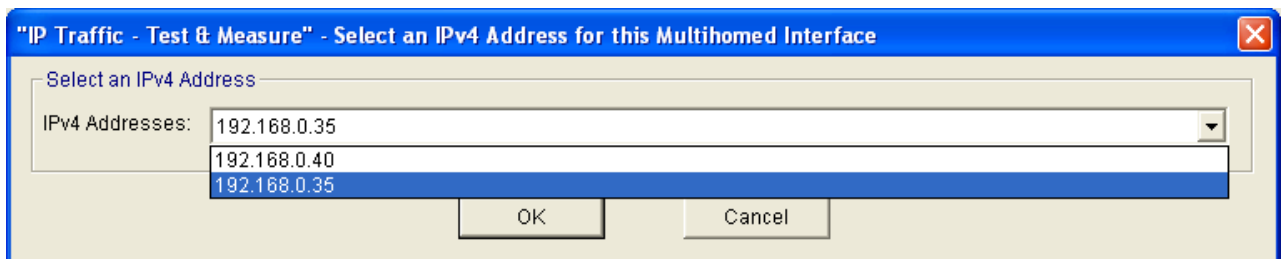 "IP Traffic - Test & Measure" - Select an IPv4 Address for this Multihomed Interface
Select an IPv4 Address
IPv4 Addresses: 192.168.0.35
192.168.0.40
192.168.0.35
OK Cancel